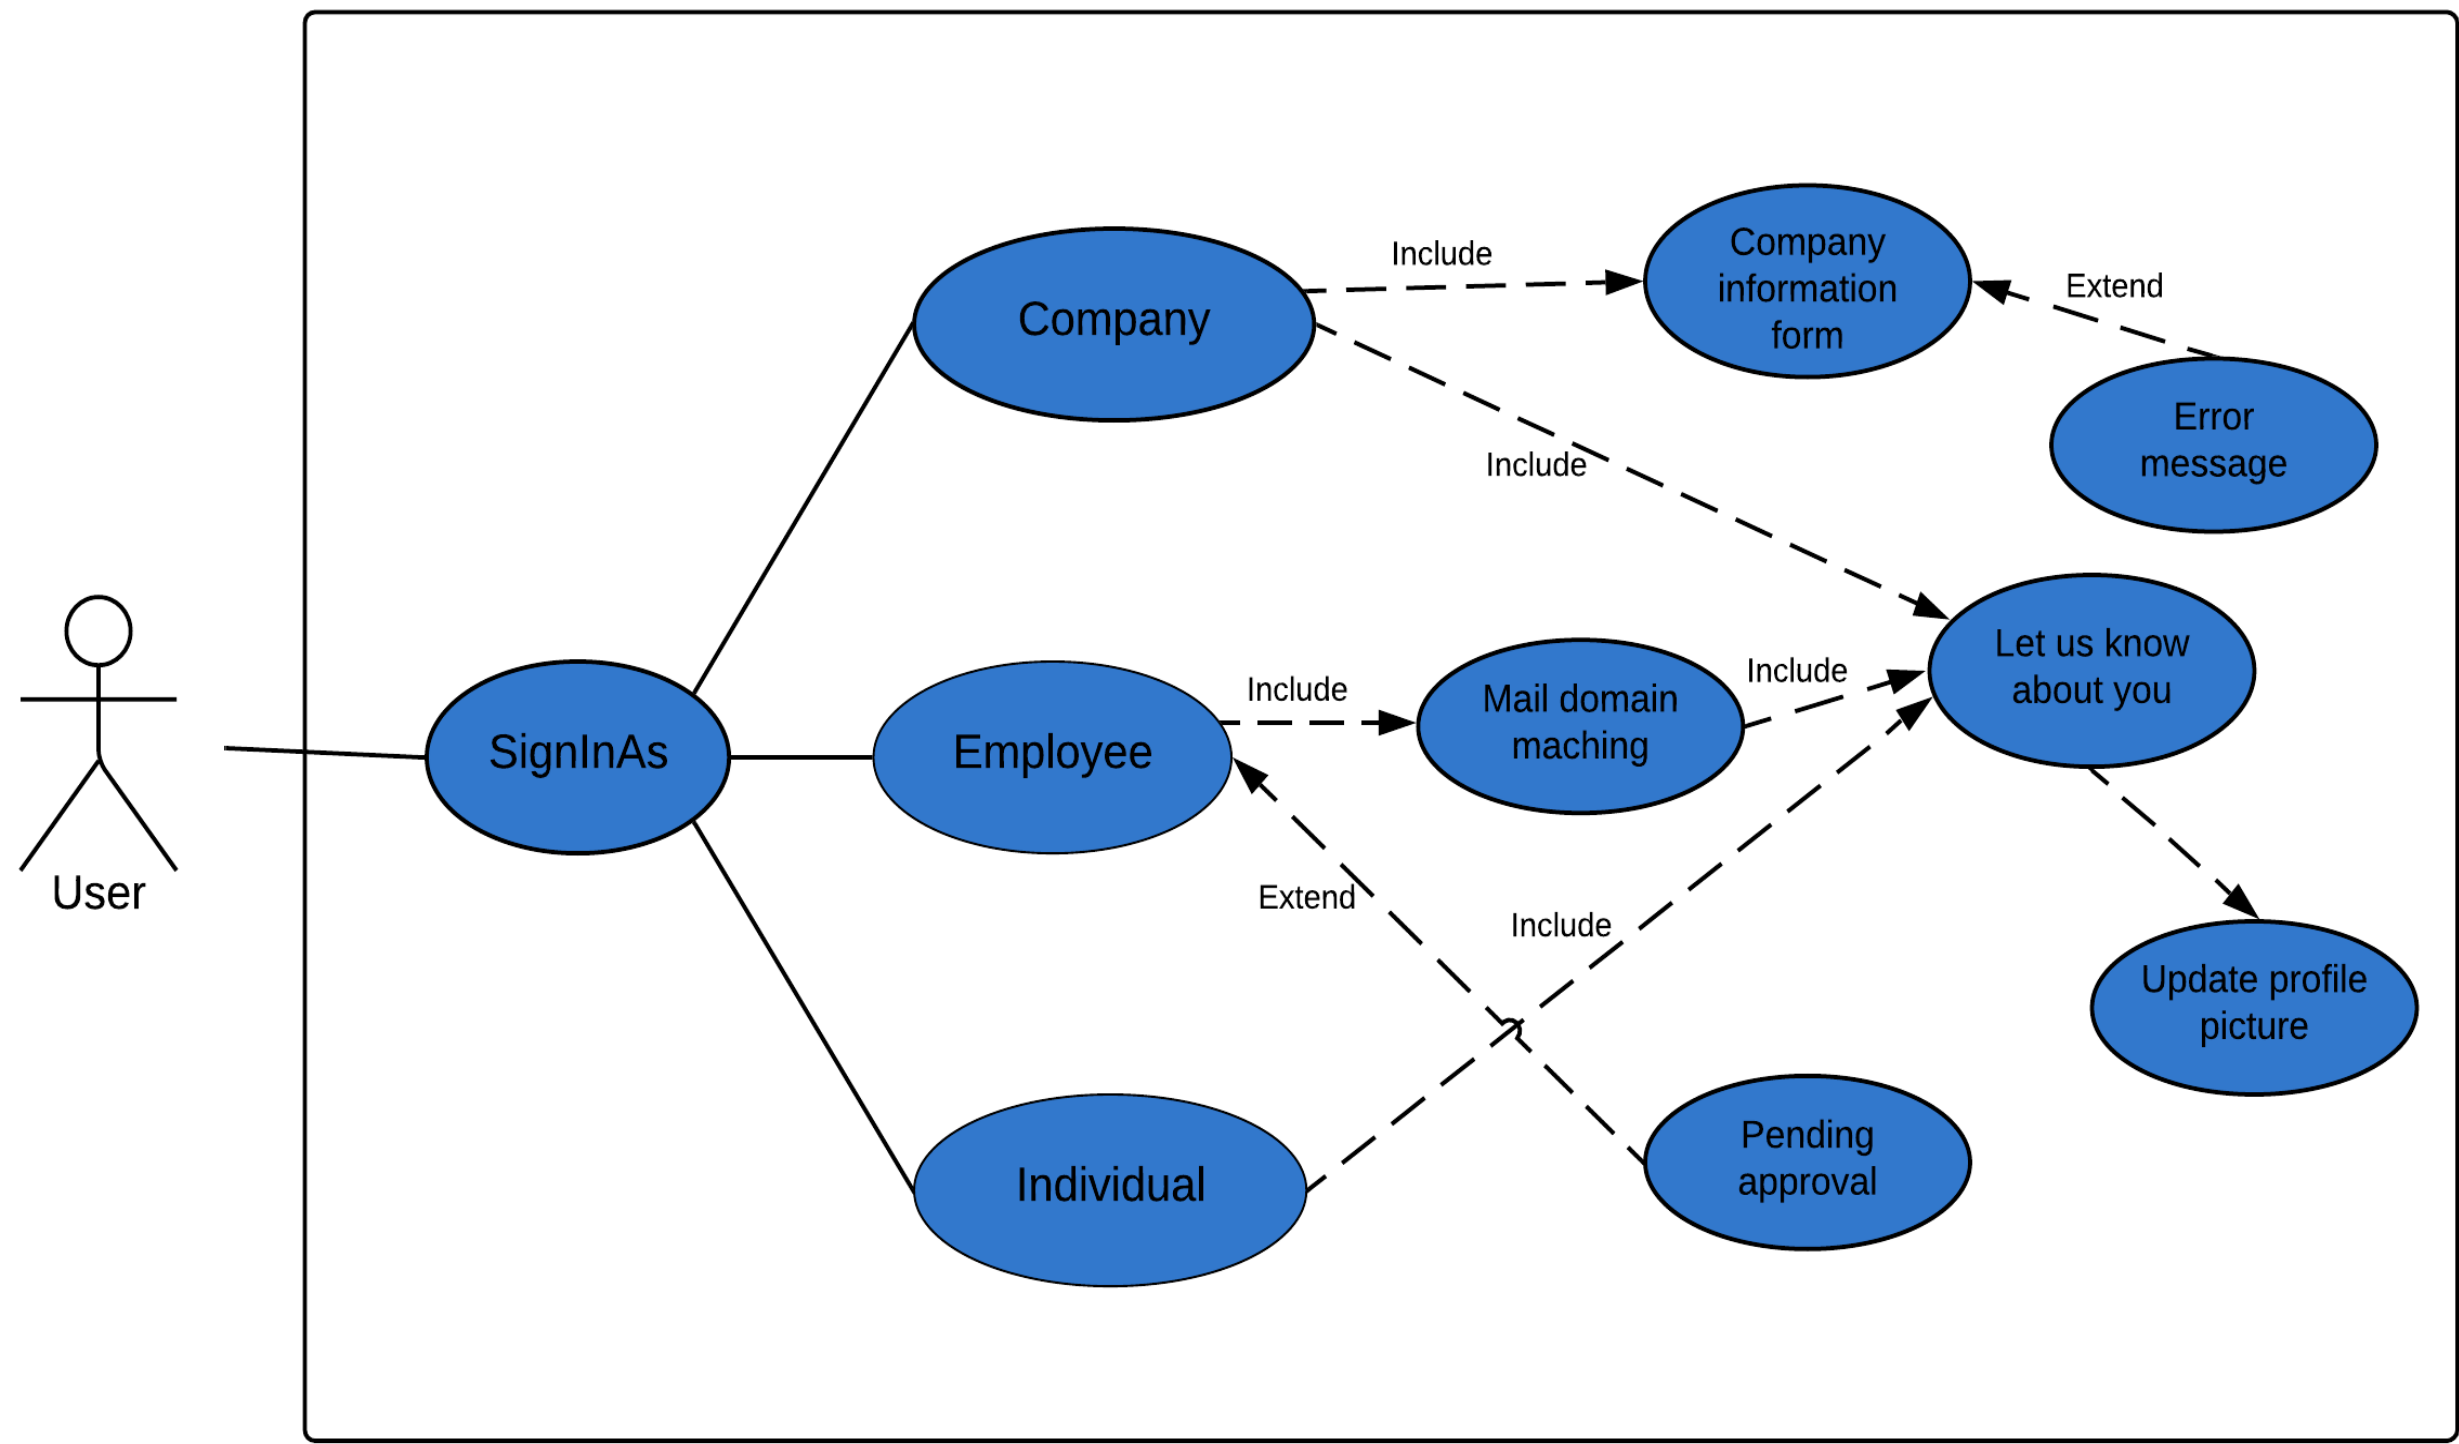 Company
Include
Company
information
form
Extend
Error
message
Include
User
SignInAs
Employee
Include
Mail domain
maching
Include
Let us know
about you
Extend
Include
Update profile
picture
Individual
Pending
approval